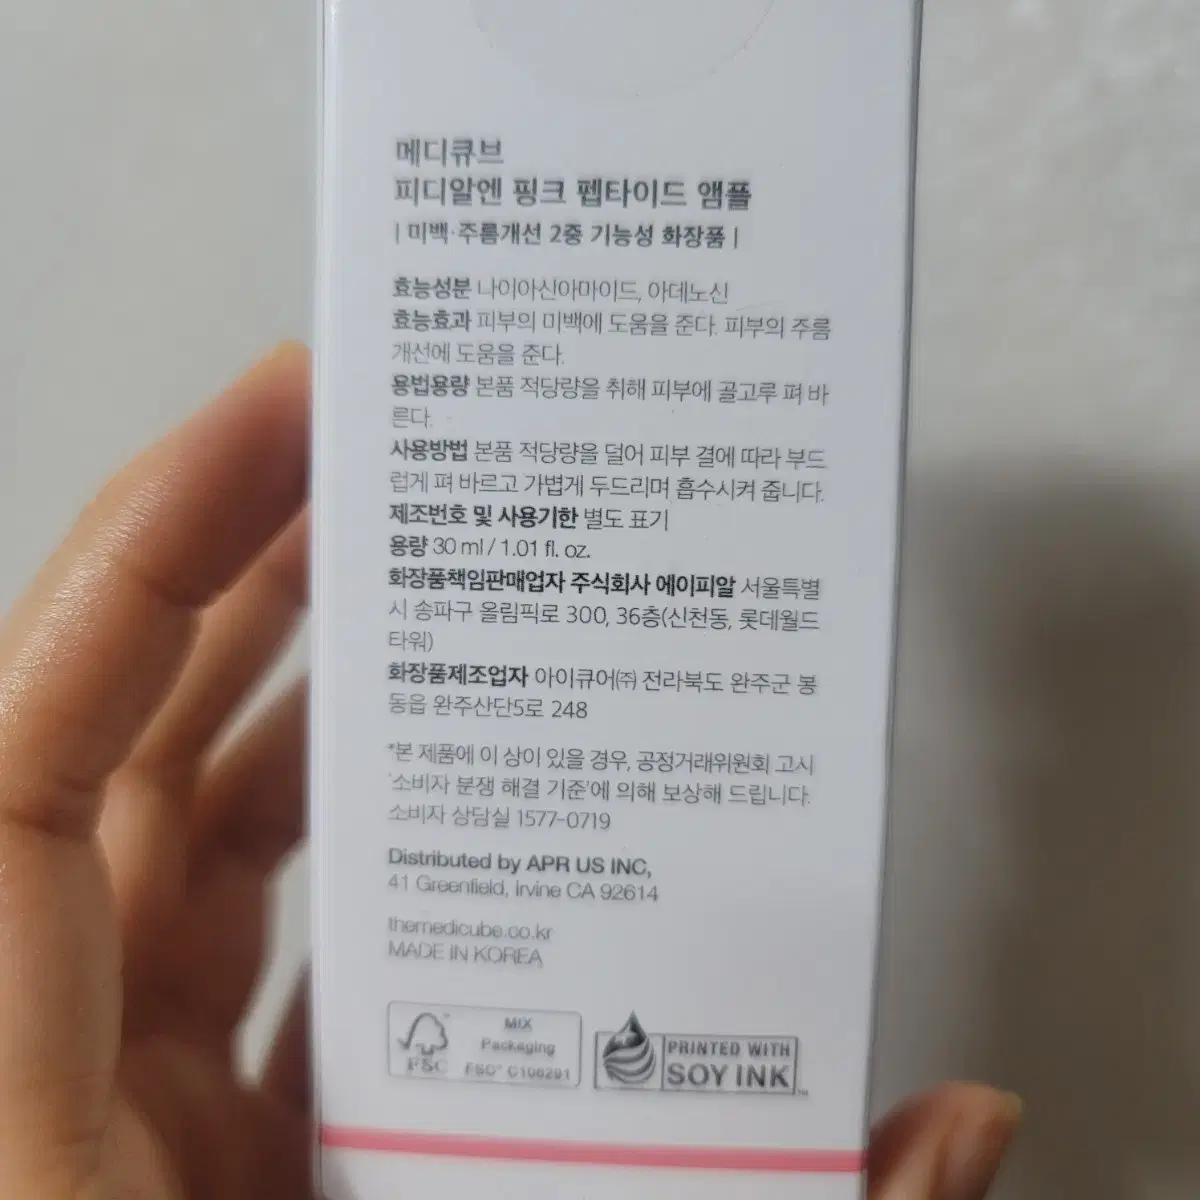 메디큐브
피디알엔 핑크 펩타이드 앰플
| 미백·주름개선 2중 기능성 화장품 |
효능성분 나이아신아마이드, 아데노신
효능효과 피부의 미백에 도움을 준다. 피부의 주름
개선에 도움을 준다.
용법용량 본품 적당량을 취해 피부에 골고루 펴 바
른다.
사용방법 본품 적당량을 덜어 피부 결에 따라 부드
럽게 펴 바르고 가볍게 두드리며 흡수시켜 줍니다.
제조번호 및 사용기한 별도 표기
용량 30 ml / 1.01 fl. oz.
화장품책임판매업자 주식회사 에이피알 서울특별
시 송파구 올림픽로 300, 36층(신천동, 롯데월드
타워)
화장품제조업자 아이큐어㈜ 전라북도 완주군 봉
동읍 완주산단5로 248
*본 제품에 이 상이 있을 경우, 공정거래위원회 고시
'소비자 분쟁 해결 기준'에 의해 보상해 드립니다.
소비자 상담실 1577-0719
Distributed by APR US INC,
41 Greenfield, Irvine CA 92614
themedicube.co.kr
MADE IN KOREA
FSC
MIX
Packaging
FSC® C106291
PRINTED WITH
SOY INK™